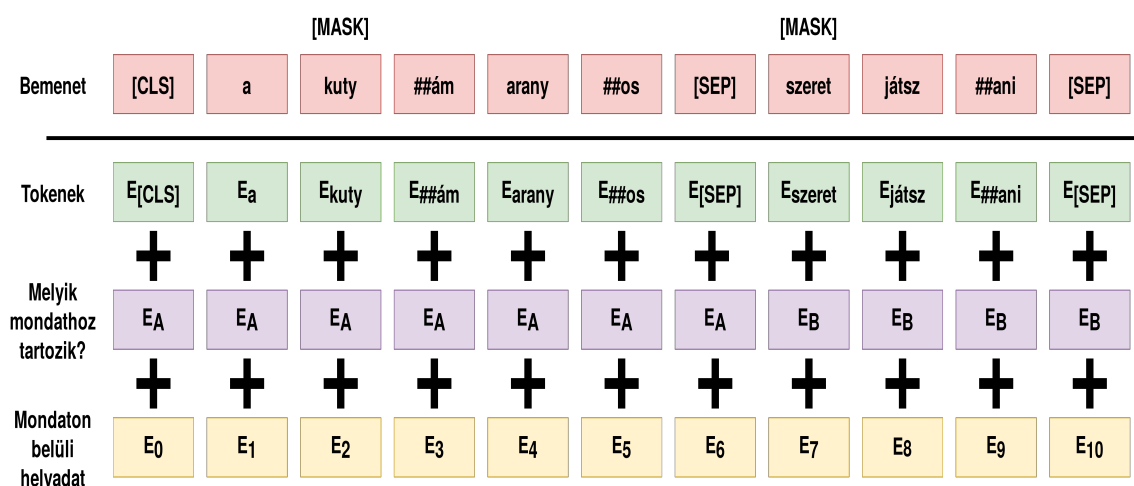 [MASK] [MASK]
Bemenet [CLS] a kuty ##ám arany ##os [SEP] szeret játsz ##ani [SEP]
Tokenek E[CLS] Ea Ekuty E##ám Earany E##os E[SEP] Eszeret Ejátsz E##ani E[SEP]
+ + + + + + + + + + +
Melyik
mondathoz
tartozik?
EA EA EA EA EA EA EA EB EB EB EB
+ + + + + + + + + + +
Mondaton
belüli
helyadat
E0 E1 E2 E3 E4 E5 E6 E7 E8 E9 E10